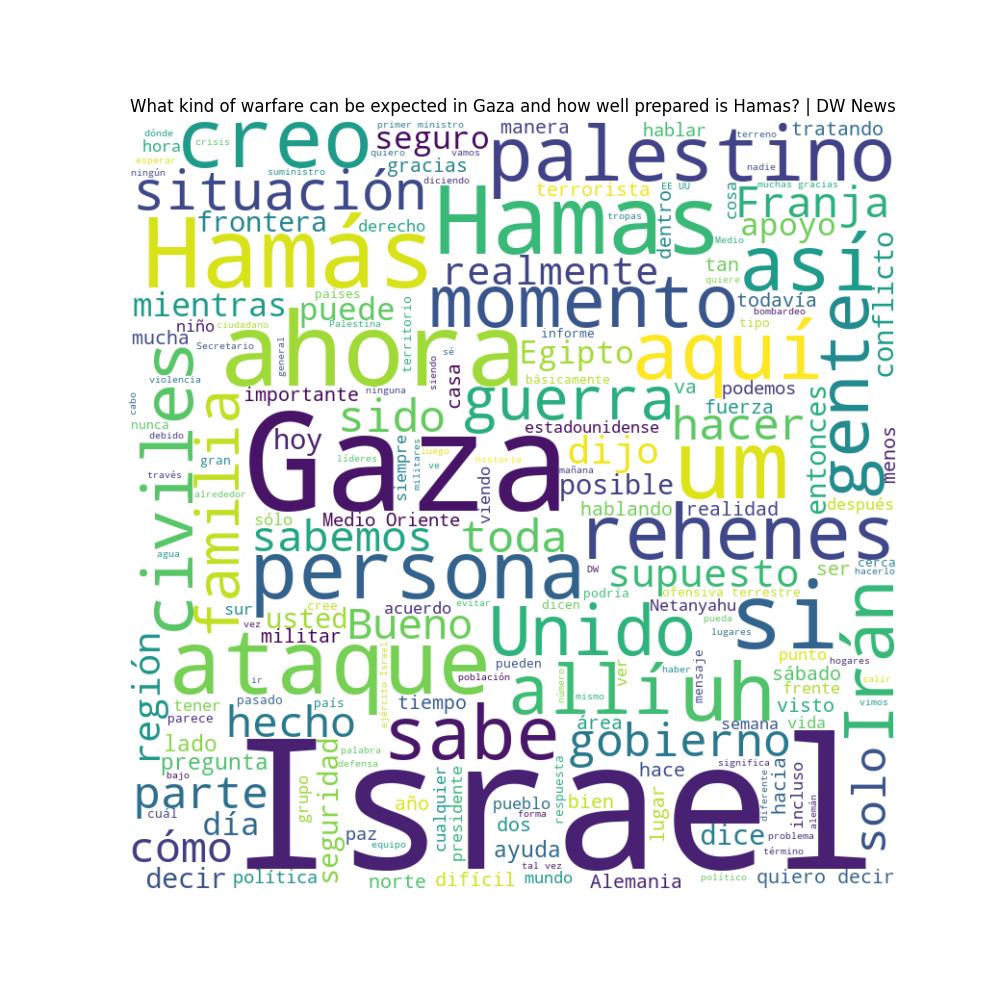 What kind of warfare can be expected in Gaza and how well prepared is Hamas? | DW News
dónde
hora
crisis
esperar
ningún
creo
suministro
primer ministro
seguro
quiero
vamos
gracias
diciendo
manera
palestino
hablar
terreno
tratando
nadie
situación
frontera
derecho
terrorista
EE UU
muchas gracias
cosa
dentro
Franja
apoyo
Hamás
Hamas
tropas
Medio
así
conflicto
realmente
tan
quiere
momento
todavía
bombardeo
mientras
países
puede
Palestina
territorio
mucha
niño
ciudadano
Secretario
general
ahora
informe
tipo
aquí
gente
Egipto
siendo
sé
casa
básicamente
violencia
civiles
cabo
nunca
debido
familia
importante
ninguna
guerra
va
podemos
fuerza
sido
estadounidense
hacer
entonces
menos
Gaza
hoy
gran
líderes
siempre
militares
luego
ve
historia
dijo
um
través
alrededor
viendo
mañana
posible
después
sólo
Medio Oriente
hablando
realidad
sabemos
toda
rehenes
agua
persona
DW
supuesto
ser
cerca
hacerlo
podría
ofensiva terrestre
sur
cree
usted
acuerdo
evitar
dicen
Netanyahu
pueda
si
Irán
vez
militar
Bueno
Unido
lugares
región
ataque
ejército Israel
pueden
población
allí
ver
haber
mensaje
uh
punto
hogares
sábado
salir
frente
ir
tener
pasado
país
tiempo
número
mismo
vimos
visto
parece
hecho
sabe
área
semana
vida
lado
pregunta
palabra
defensa
gobierno
bajo
Israel
seguridad
hace
significa
hacia
solo
parte
grupo
cualquier
presidente
respuesta
diferente
incluso
alemán
año
pueblo
forma
bien
lugar
cuál
día
paz
dos
dice
problema
cómo
equipo
ayuda
término
tal vez
decir
política
norte
difícil
mundo
Alemania
político
quiero decir